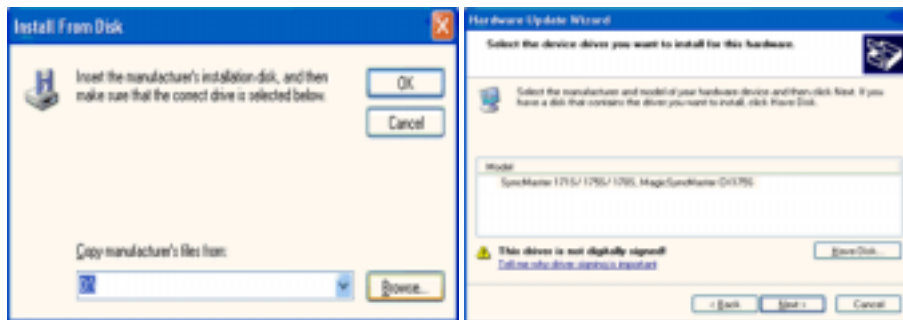 Install From Disk
Insert the manufacturer's installation disk, and then
make sure that the correct drive is selected below.
OK
Cancel
Copy manufacturer's files from:
Browse...
Hardware Update Wizard
Select the device driver you want to install for this hardware.
Select the manufacturer and model of your hardware device and then click Next. If you
have a disk that contains the driver you want to install, click Have Disk.
Model
This driver is not digitally signed!
Tell me why driver signing is important
Have Disk...
< Back
Next >
Cancel